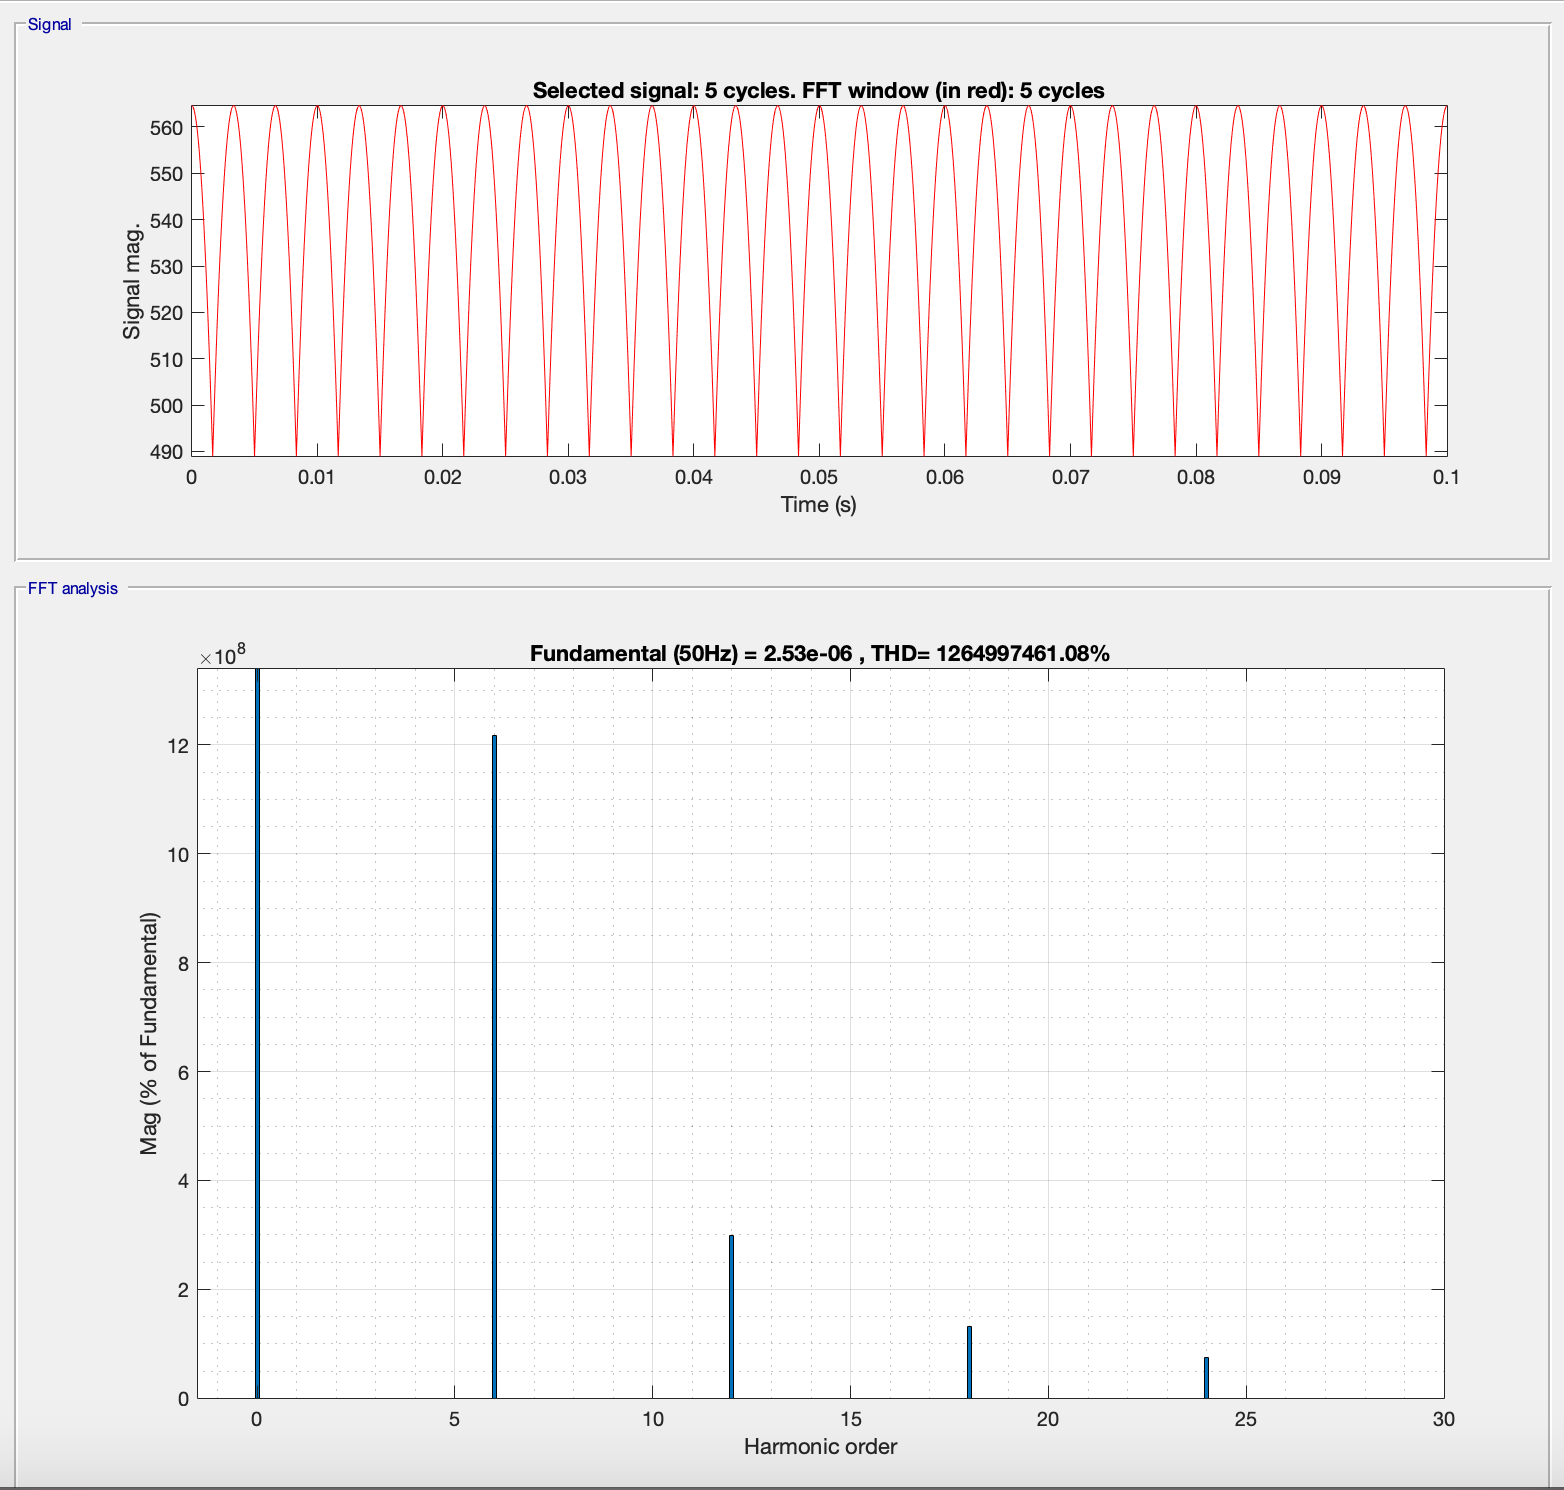 Signal
Selected signal: 5 cycles. FFT window (in red): 5 cycles
560
550
540
530
520
510
500
490
Signal mag.
0 0.01 0.02 0.03 0.04 0.05 0.06 0.07 0.08 0.09 0.1
Time (s)
FFT analysis
×10⁸
Fundamental (50Hz) = 2.53e-06 , THD= 1264997461.08%
12
10
8
6
4
2
0
Mag (% of Fundamental)
0 5 10 15 20 25 30
Harmonic order